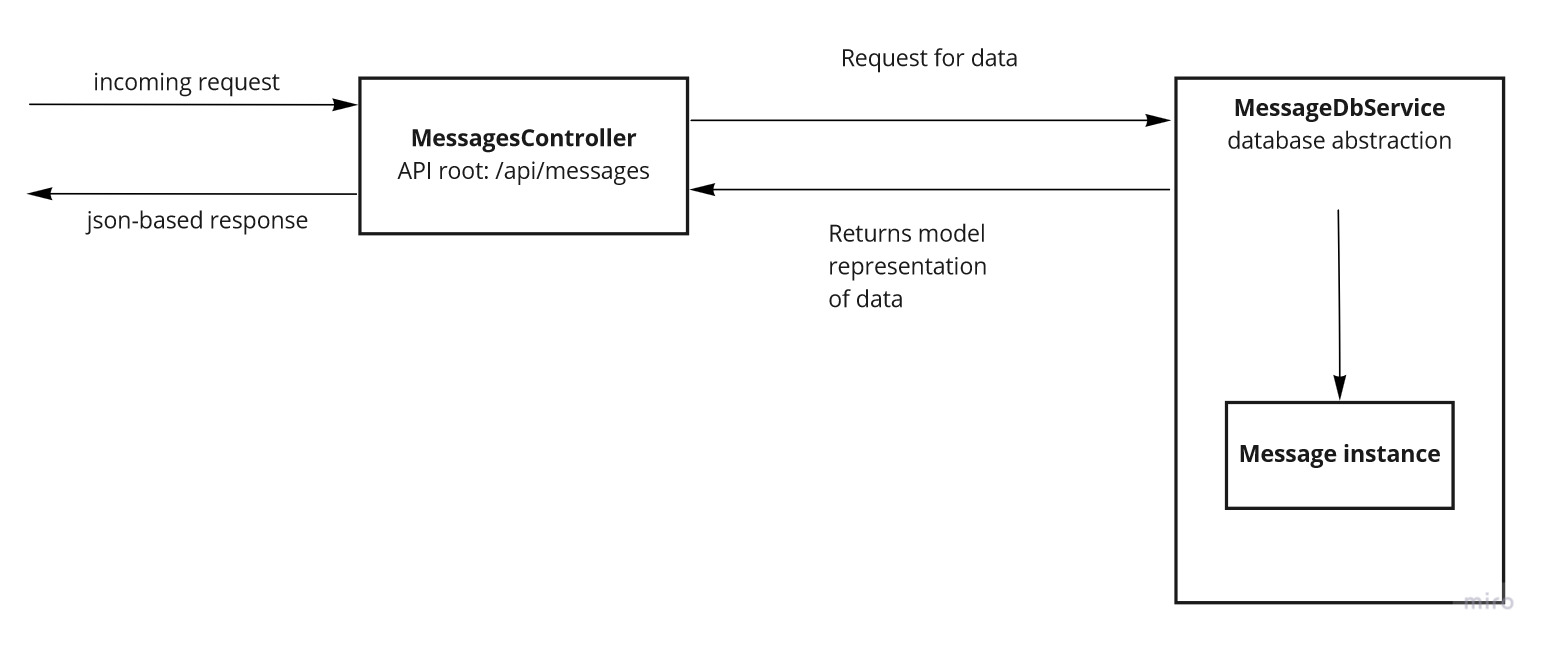 incoming request
json-based response
MessagesController
API root: /api/messages
Request for data
Returns model
representation
of data
MessageDbService
database abstraction
Message instance
miro